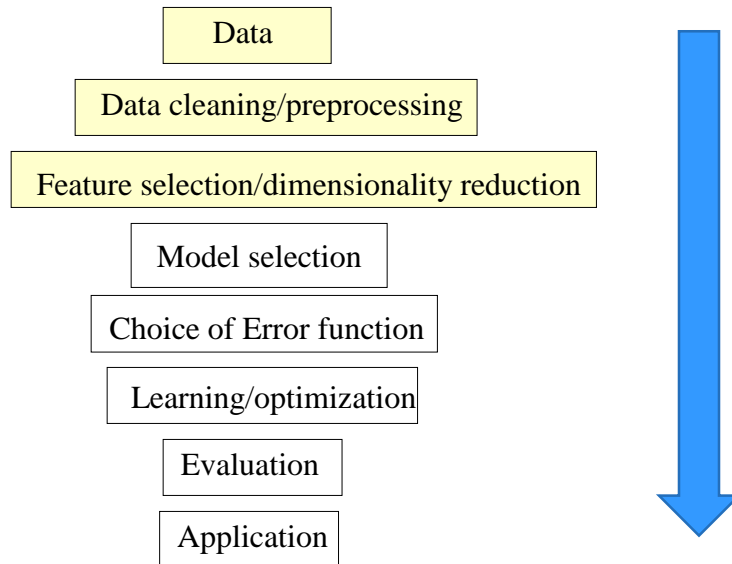 Data
Data cleaning/preprocessing
Feature selection/dimensionality reduction
Model selection
Choice of Error function
Learning/optimization
Evaluation
Application